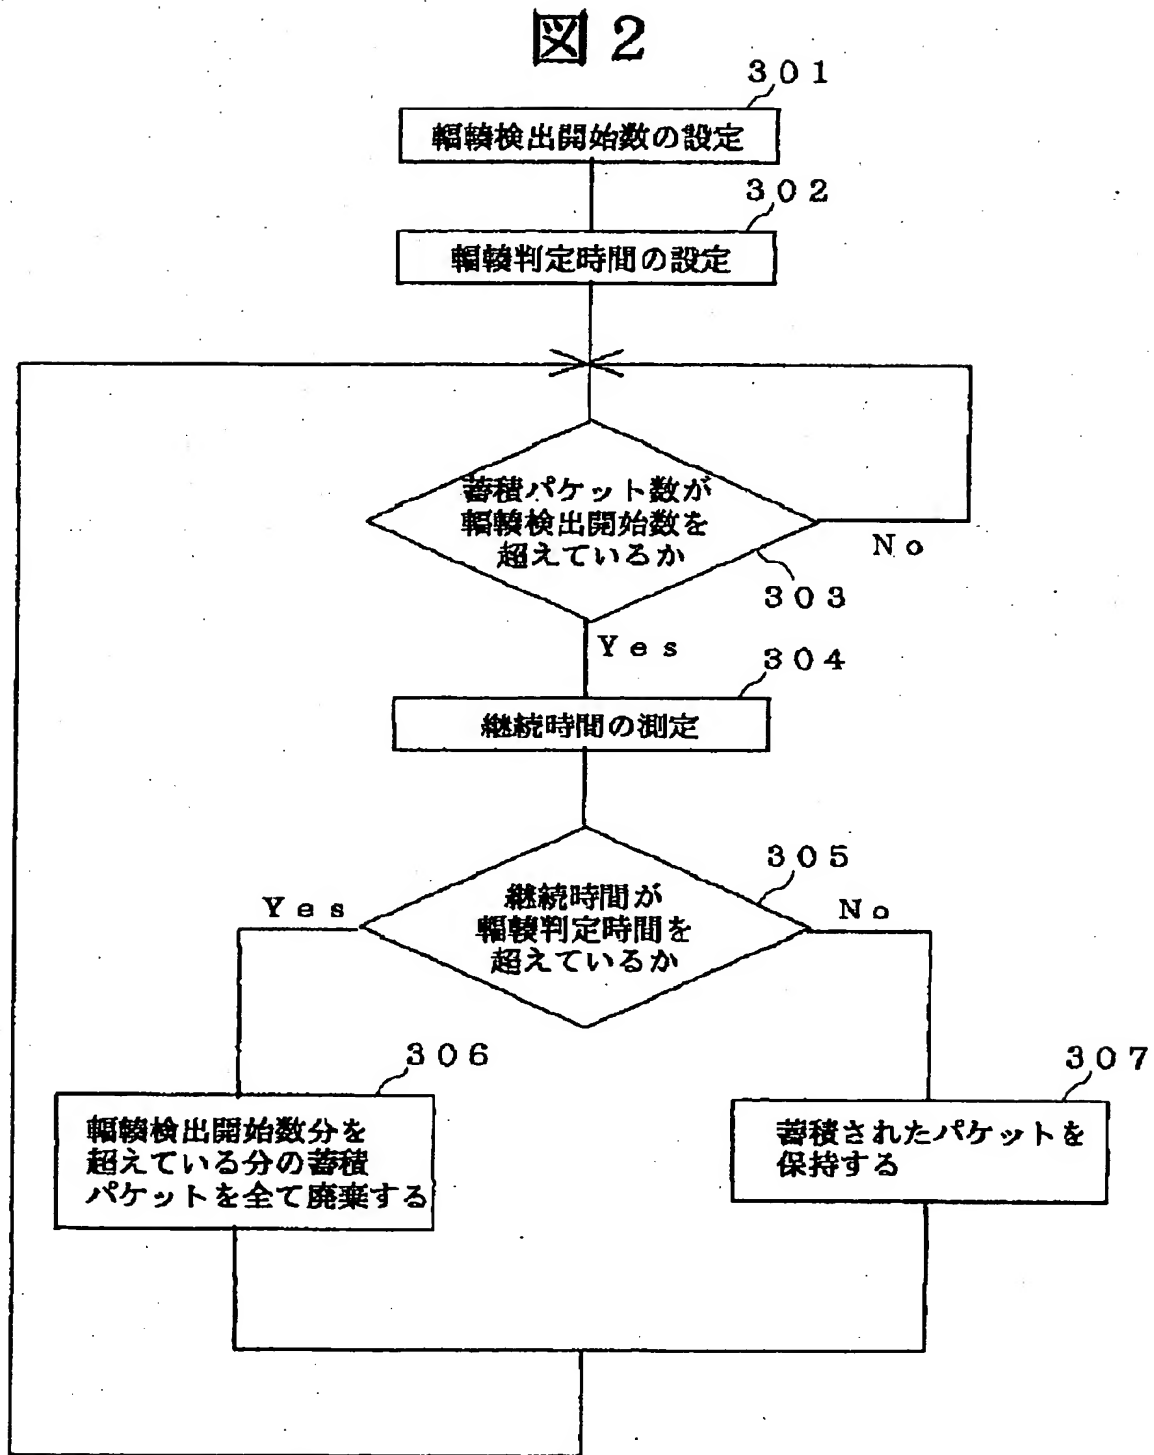 図2
301
輻輳検出開始数の設定
302
輻輳判定時間の設定
蓄積パケット数が
輻輳検出開始数を
超えているか
No
303
Yes
304
継続時間の測定
305
継続時間が
輻輳判定時間を
超えているか
Yes
No
306
輻輳検出開始数分を
超えている分の蓄積
パケットを全て廃棄する
307
蓄積されたパケットを
保持する